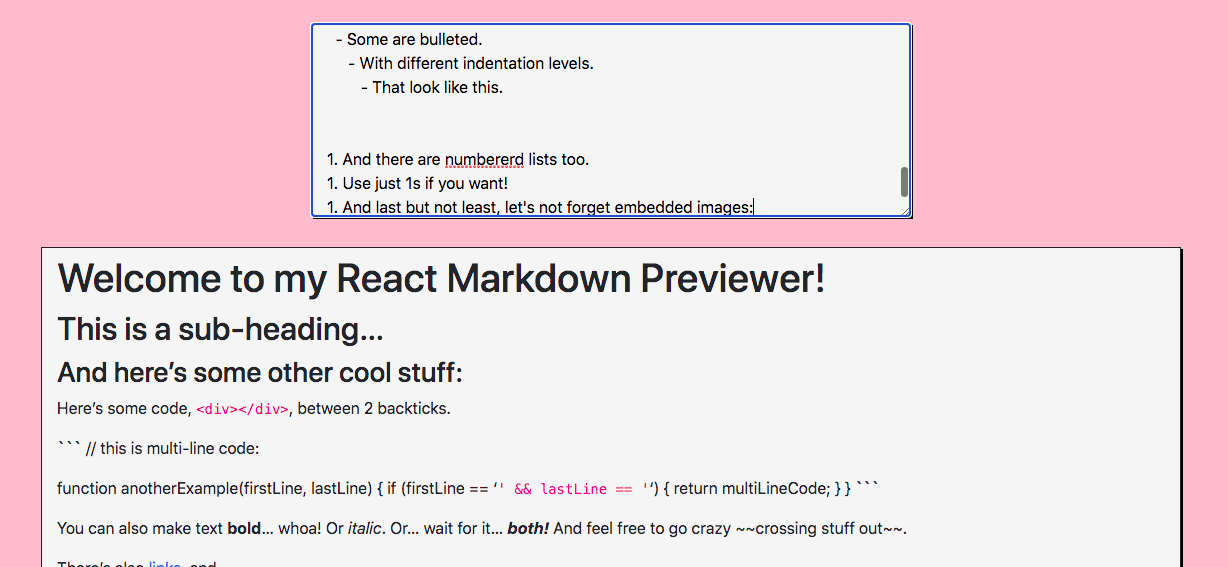 - Some are bulleted.
- With different indentation levels.
- That look like this.
1. And there are numbererd lists too.
1. Use just 1s if you want!
1. And last but not least, let's not forget embedded images:
Welcome to my React Markdown Previewer!
This is a sub-heading...
And here’s some other cool stuff:
Here’s some code, <div></div>, between 2 backticks.
``` // this is multi-line code:
function anotherExample(firstLine, lastLine) { if (firstLine == ‘' && lastLine == '‘) { return multiLineCode; } } ```
You can also make text bold... whoa! Or italic. Or... wait for it... both! And feel free to go crazy ~~crossing stuff out~~.
There’s also links, and